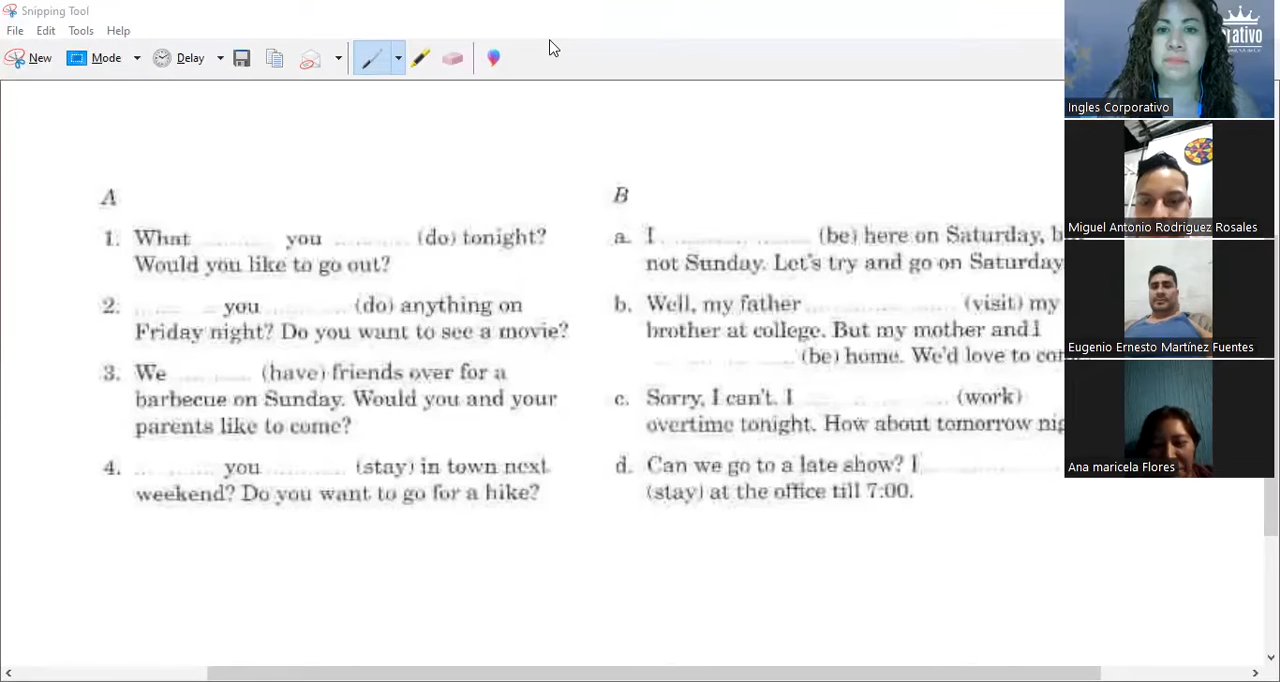 Snipping Tool
File Edit Tools Help
New Mode Delay
A
1. What ........ you ........ (do) tonight?
Would you like to go out?
2. ........ you ........ (do) anything on
Friday night? Do you want to see a movie?
3. We ........ (have) friends over for a
barbecue on Sunday. Would you and your
parents like to come?
4. ........ you ........ (stay) in town next
weekend? Do you want to go for a hike?
B
a. I ........ ........ (be) here on Saturday,
not Sunday. Let's try and go on Saturday
b. Well, my father ........ ........ (visit) my
brother at college. But my mother and I
........ ........ (be) home. We'd love to
c. Sorry, I can't. I ........ ........ (work)
overtime tonight. How about tomorrow
d. Can we go to a late show? I ........
(stay) at the office till 7:00.
Ingles Corporativo
Miguel Antonio Rodriguez Rosales
Eugenio Ernesto Martínez Fuentes
Ana maricela Flores